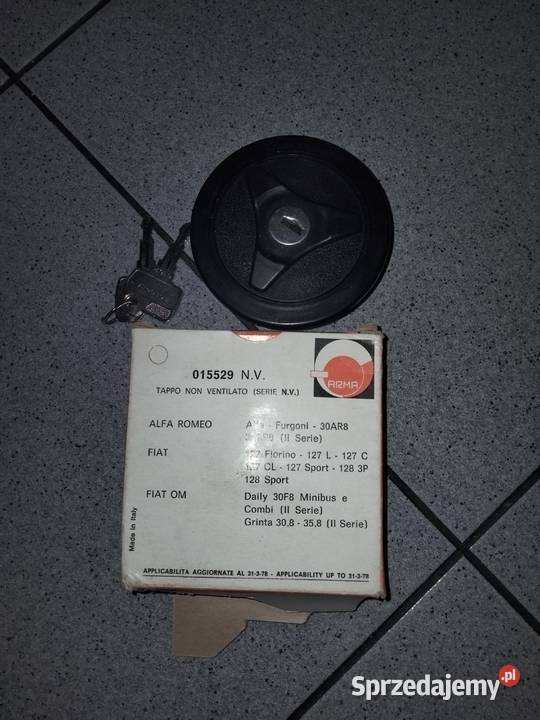 015529 N.V.
TAPPO NON VENTILATO (SERIE N.V.)
ARMA
ALFA ROMEO
Alfa - Furgoni - 30AR8
(II Serie)
FIAT
127 Fiorino - 127 L - 127 C
127 CL - 127 Sport - 128 3P
128 Sport
FIAT OM
Daily 30F8 Minibus e
Combi (II Serie)
Grinta 30,8 - 35,8 (II Serie)
Made in Italy
APPLICABILITA AGGIORNATE AL 31-3-78 - APPLICABILITY UP TO 31-3-78
Sprzedajemy.pl